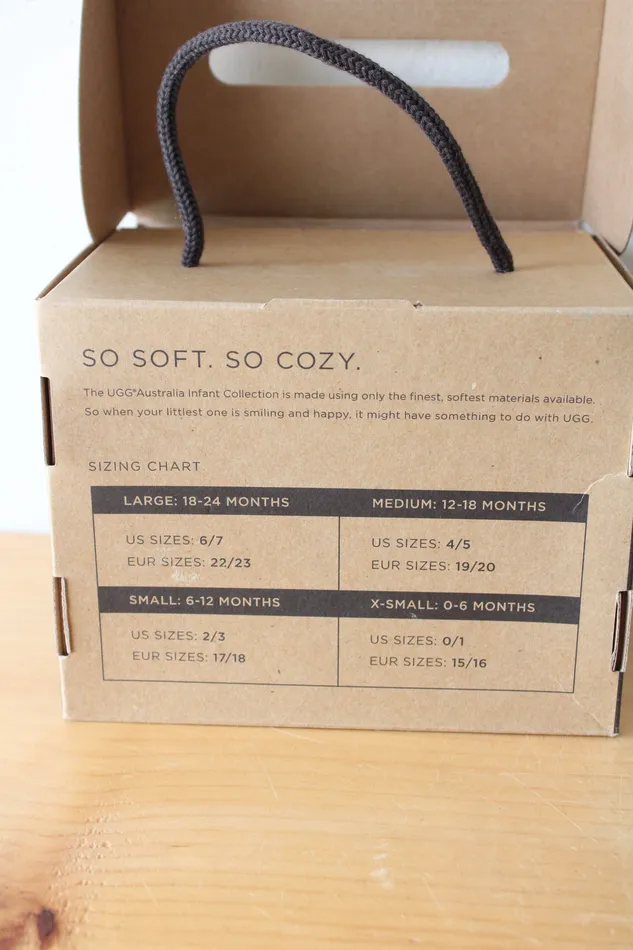 SO SOFT. SO COZY.
The UGG®Australia Infant Collection is made using only the finest, softest materials available.
So when your littlest one is smiling and happy, it might have something to do with UGG.
SIZING CHART
LARGE: 18-24 MONTHS
US SIZES: 6/7
EUR SIZES: 22/23
MEDIUM: 12-18 MONTHS
US SIZES: 4/5
EUR SIZES: 19/20
SMALL: 6-12 MONTHS
US SIZES: 2/3
EUR SIZES: 17/18
X-SMALL: 0-6 MONTHS
US SIZES: 0/1
EUR SIZES: 15/16